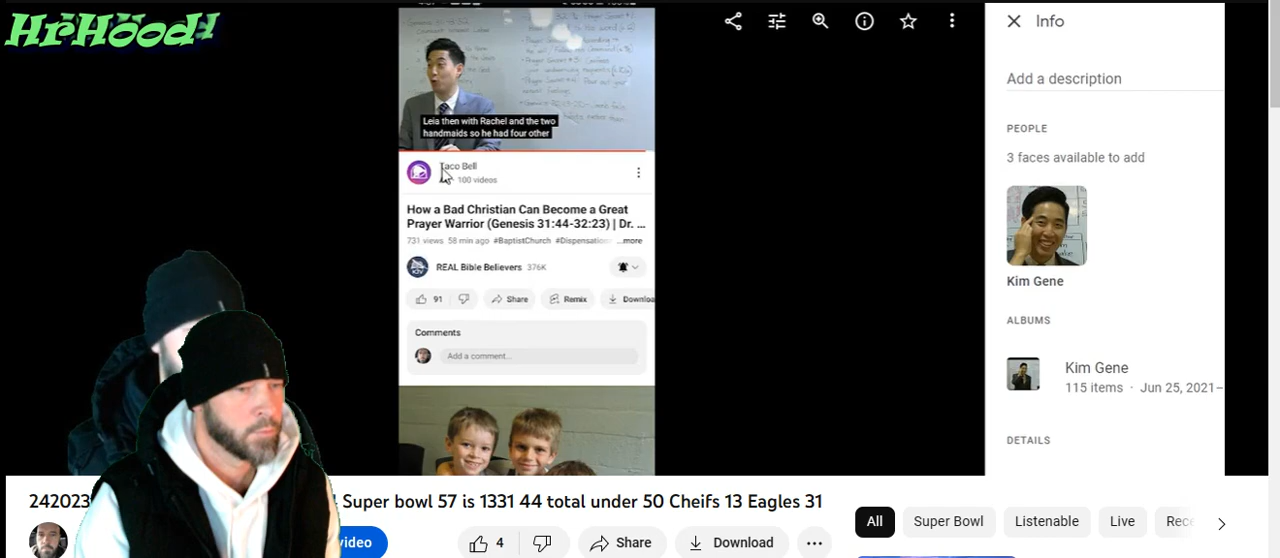 HrHood!
Info
Add a description
PEOPLE
3 faces available to add
Kim Gene
ALBUMS
Kim Gene
115 items · Jun 25, 2021–
DETAILS
Leia then with Rachel and the two
handmaids so he had four other
Taco Bell
100 videos
How a Bad Christian Can Become a Great
Prayer Warrior (Genesis 31:44-32:23) | Dr. ...
731 views 58 min ago #BaptistChurch #Dispensation ...more
REAL Bible Believers 376K
91
Share
Remix
Downloa
Comments
Add a comment...
242023
Super bowl 57 is 1331 44 total under 50 Cheifs 13 Eagles 31
video
4
Share
Download
All
Super Bowl
Listenable
Live
Rece